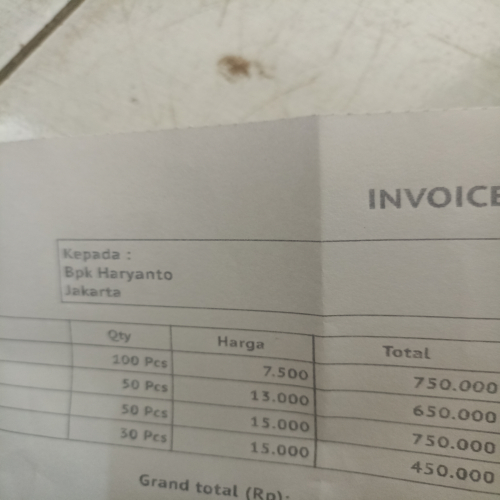 INVOICE
Kepada :
Bpk Haryanto
Jakarta
Qty Harga Total
100 Pcs 7.500 750.000
50 Pcs 13.000 650.000
50 Pcs 15.000 750.000
30 Pcs 15.000 450.000
Grand total (Rp):